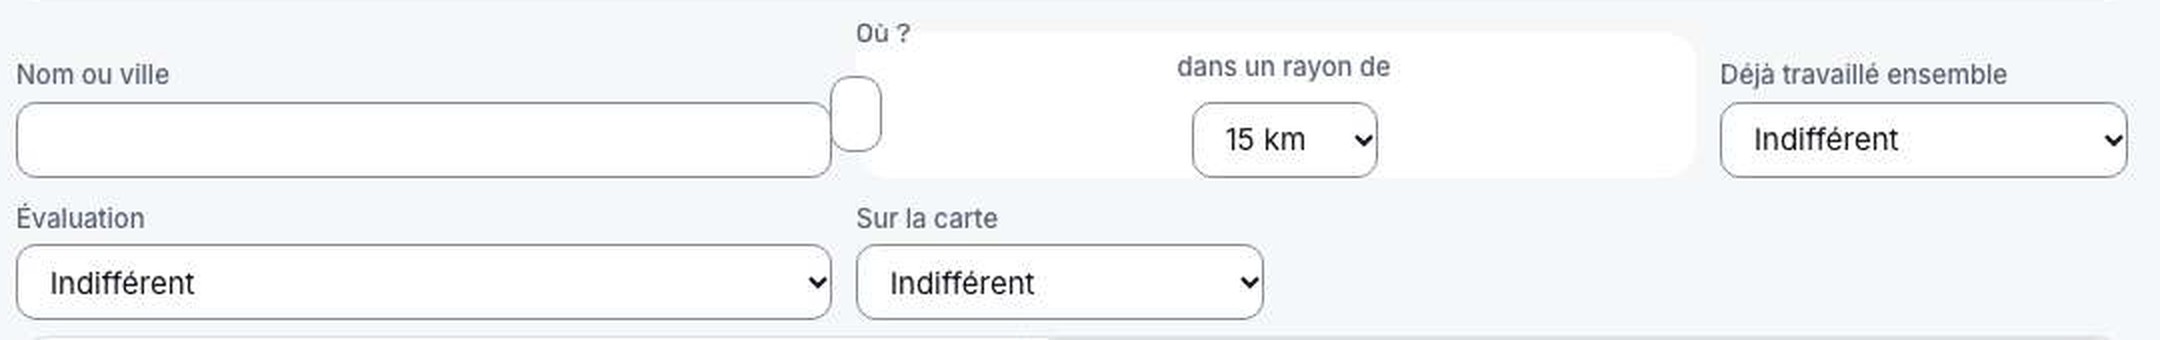 Où ?
Nom ou ville
dans un rayon de
Déjà travaillé ensemble
15 km
Indifférent
Évaluation
Sur la carte
Indifférent
Indifférent